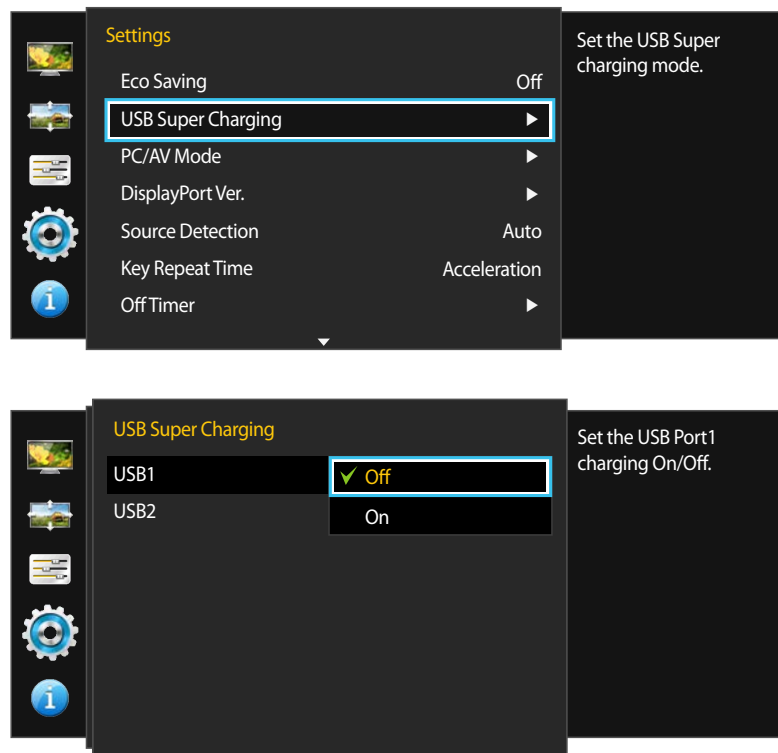 Settings
Eco Saving Off
USB Super Charging ▶
PC/AV Mode ▶
DisplayPort Ver. ▶
Source Detection Auto
Key Repeat Time Acceleration
Off Timer ▶
Set the USB Super
charging mode.
USB Super Charging
USB1 Off
USB2 On
Set the USB Port1
charging On/Off.